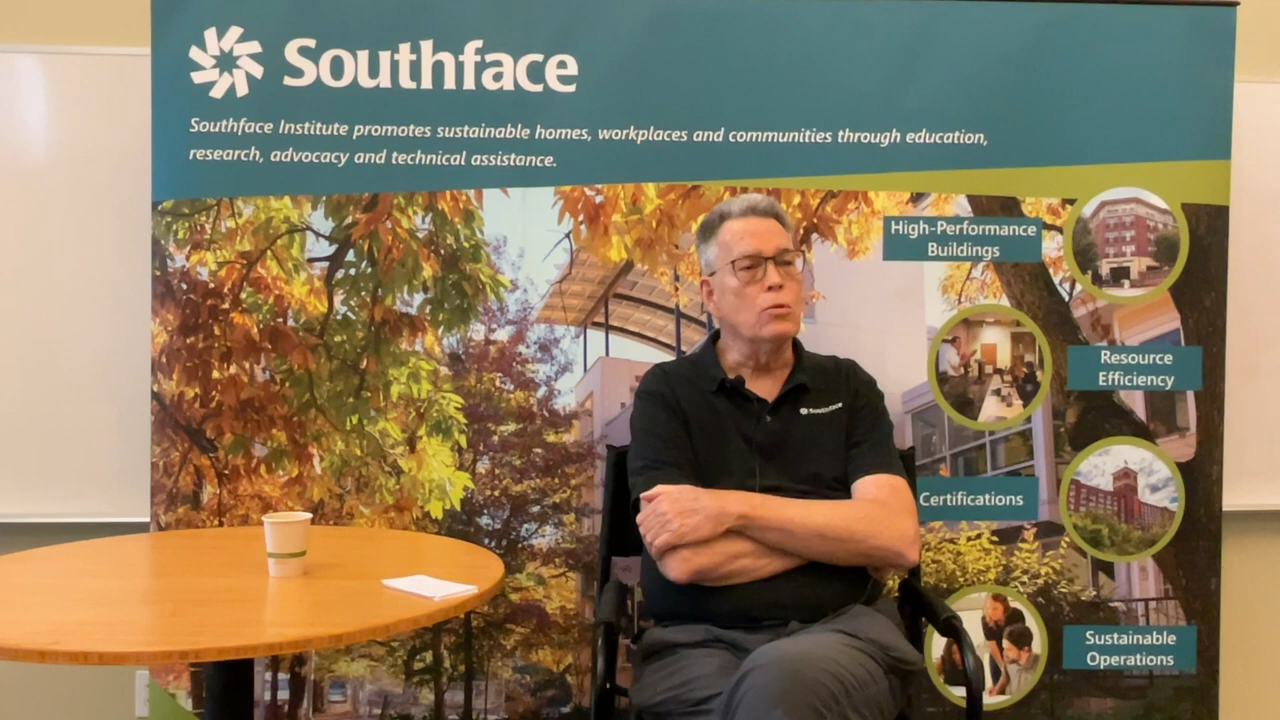 Southface
Southface Institute promotes sustainable homes, workplaces and communities through education,
research, advocacy and technical assistance.
High-Performance
Buildings
Resource
Efficiency
Southface
Certifications
Sustainable
Operations